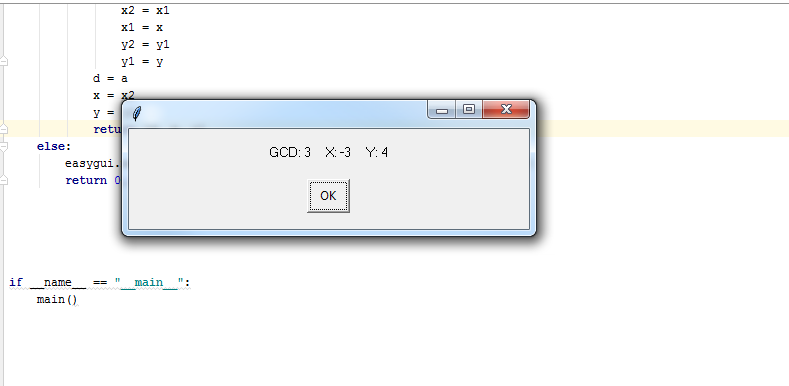 x2 = x1
x1 = x
y2 = y1
y1 = y
d = a
x = x2
y =
else:
easygui.
return 0
GCD: 3 X: -3 Y: 4
OK
if __name__ == "__main__":
main()